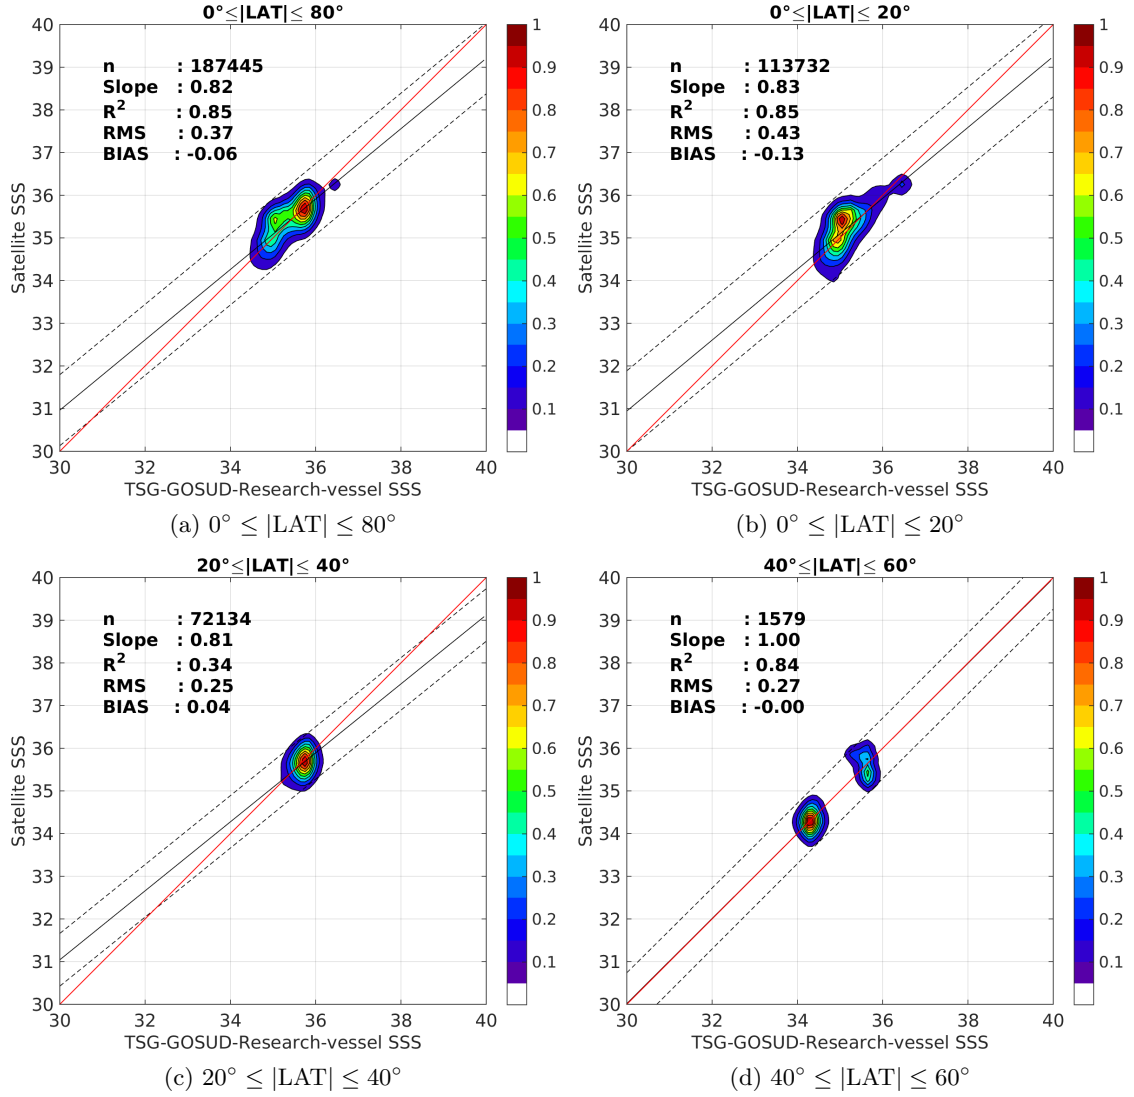 0°≤|LAT|≤ 80°
n : 187445
Slope : 0.82
R² : 0.85
RMS : 0.37
BIAS : -0.06
Satellite SSS
40
39
38
37
36
35
34
33
32
31
30
30 32 34 36 38 40
TSG-GOSUD-Research-vessel SSS
1
0.9
0.8
0.7
0.6
0.5
0.4
0.3
0.2
0.1
(a) 0° ≤ |LAT| ≤ 80°
0°≤|LAT|≤ 20°
n : 113732
Slope : 0.83
R² : 0.85
RMS : 0.43
BIAS : -0.13
Satellite SSS
40
39
38
37
36
35
34
33
32
31
30
30 32 34 36 38 40
TSG-GOSUD-Research-vessel SSS
1
0.9
0.8
0.7
0.6
0.5
0.4
0.3
0.2
0.1
(b) 0° ≤ |LAT| ≤ 20°
20°≤|LAT|≤ 40°
n : 72134
Slope : 0.81
R² : 0.34
RMS : 0.25
BIAS : 0.04
Satellite SSS
40
39
38
37
36
35
34
33
32
31
30
30 32 34 36 38 40
TSG-GOSUD-Research-vessel SSS
1
0.9
0.8
0.7
0.6
0.5
0.4
0.3
0.2
0.1
(c) 20° ≤ |LAT| ≤ 40°
40°≤|LAT|≤ 60°
n : 1579
Slope : 1.00
R² : 0.84
RMS : 0.27
BIAS : -0.00
Satellite SSS
40
39
38
37
36
35
34
33
32
31
30
30 32 34 36 38 40
TSG-GOSUD-Research-vessel SSS
1
0.9
0.8
0.7
0.6
0.5
0.4
0.3
0.2
0.1
(d) 40° ≤ |LAT| ≤ 60°